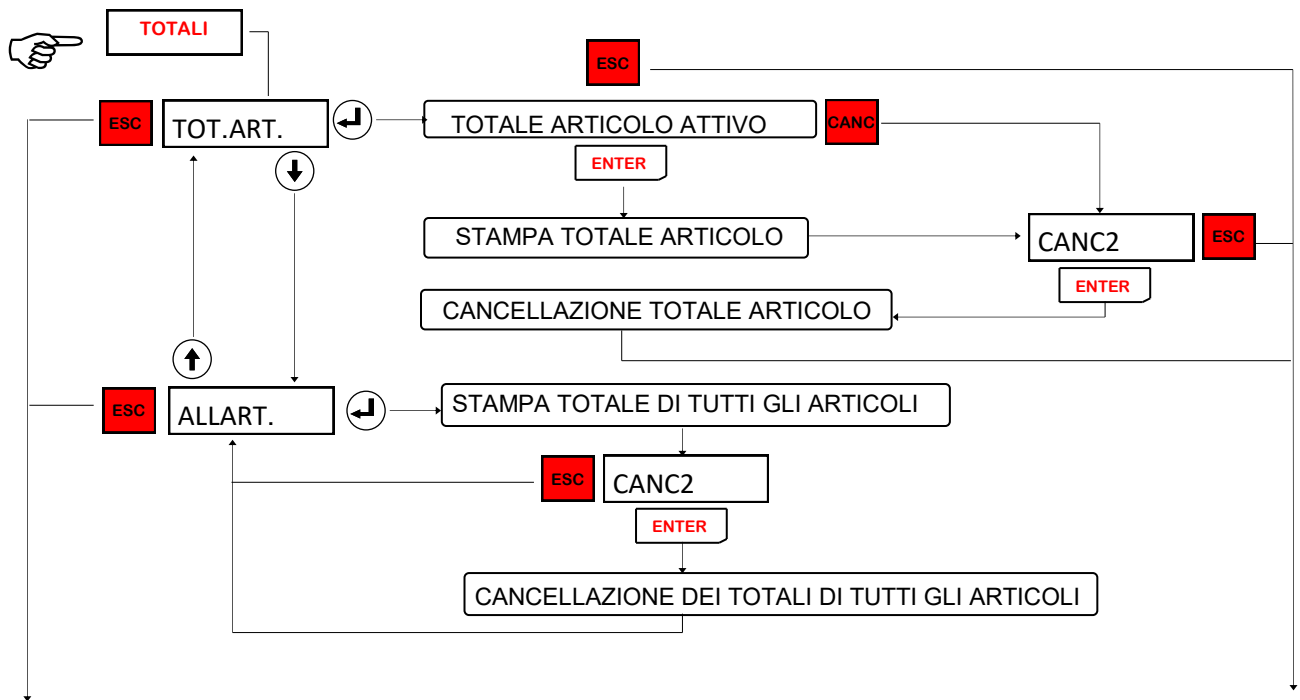 TOTALI
ESC
ESC
TOT.ART.
TOTALE ARTICOLO ATTIVO
CANC
ENTER
STAMPA TOTALE ARTICOLO
CANC2
ESC
ENTER
CANCELLAZIONE TOTALE ARTICOLO
ESC
ALLART.
STAMPA TOTALE DI TUTTI GLI ARTICOLI
ESC
CANC2
ENTER
CANCELLAZIONE DEI TOTALI DI TUTTI GLI ARTICOLI